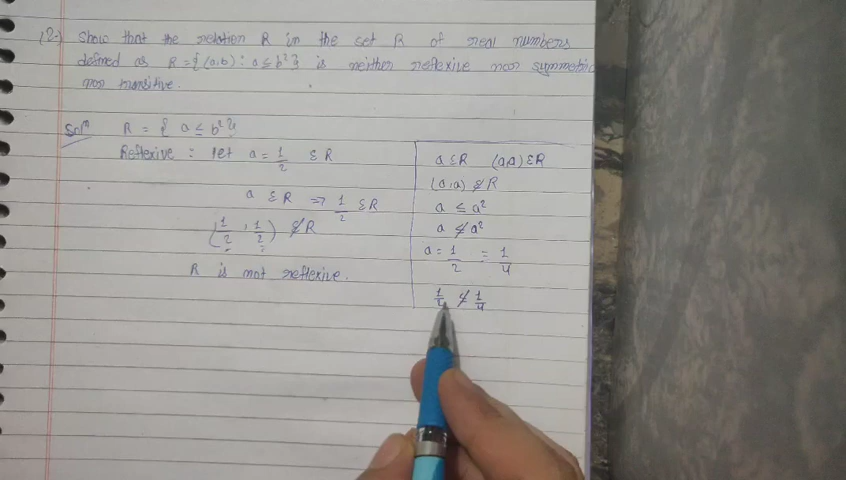 (2.) Show that the relation R in the set R of real numbers
defined as R = { (a,b) : a ≤ b² } is neither reflexive nor symmetric
nor transitive.
Solⁿ R = { a ≤ b² }
Reflexive : let a = 1/2 ∈ R
a ∈ R ⇒ 1/2 ∈ R
(1/2, 1/2) ∉ R
R is not reflexive.
a ∈ R (a,a) ∈ R
(a,a) ∉ R
a ≤ a²
a ≰ a²
a = 1/2 = 1/4
1/2 ≰ 1/4